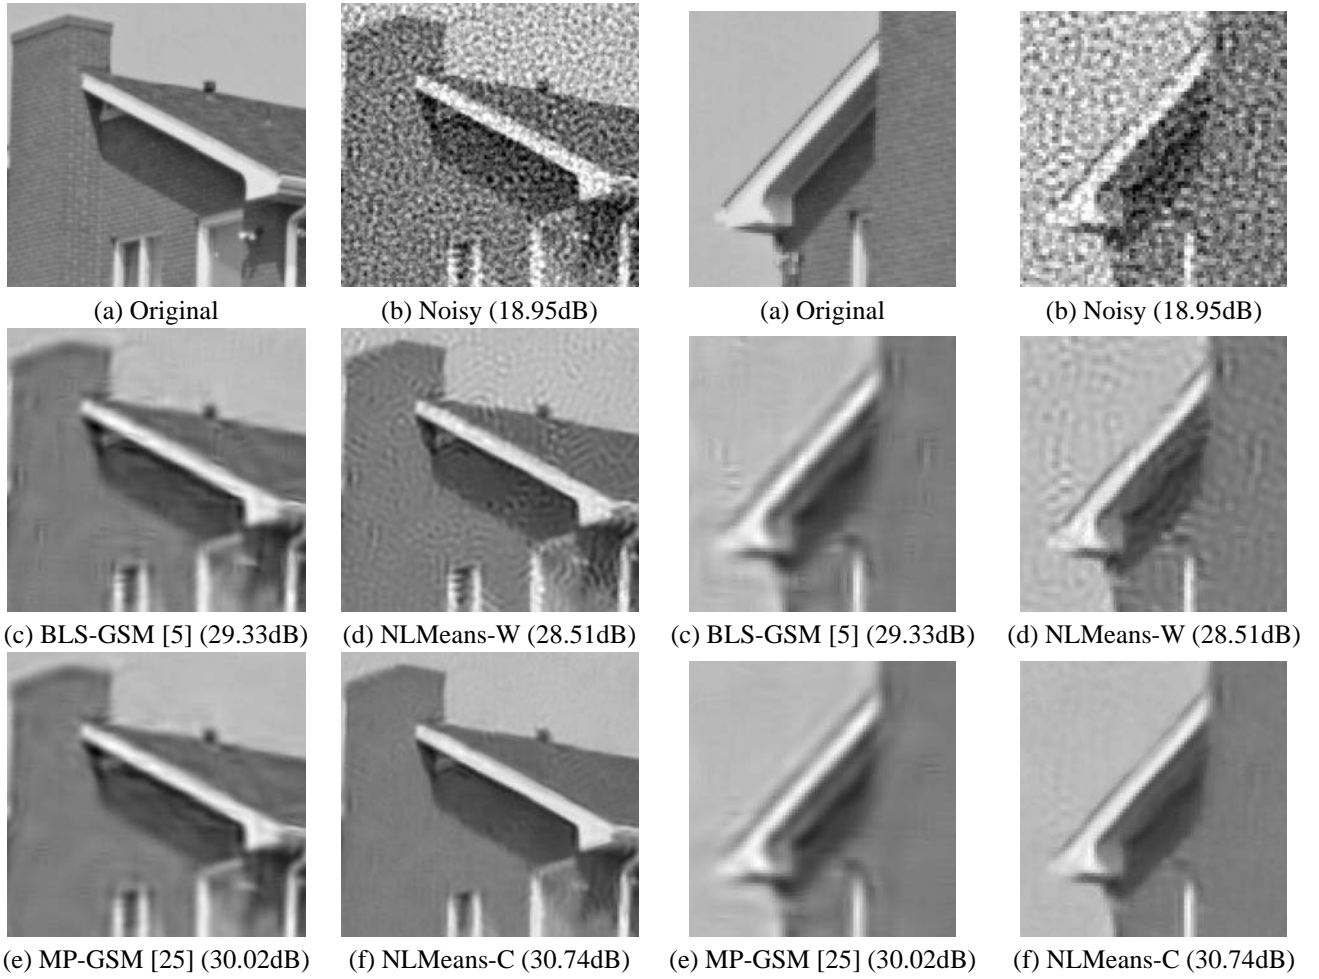 (a) Original
(b) Noisy (18.95dB)
(a) Original
(b) Noisy (18.95dB)
(c) BLS-GSM [5] (29.33dB)
(d) NLMeans-W (28.51dB)
(c) BLS-GSM [5] (29.33dB)
(d) NLMeans-W (28.51dB)
(e) MP-GSM [25] (30.02dB)
(f) NLMeans-C (30.74dB)
(e) MP-GSM [25] (30.02dB)
(f) NLMeans-C (30.74dB)